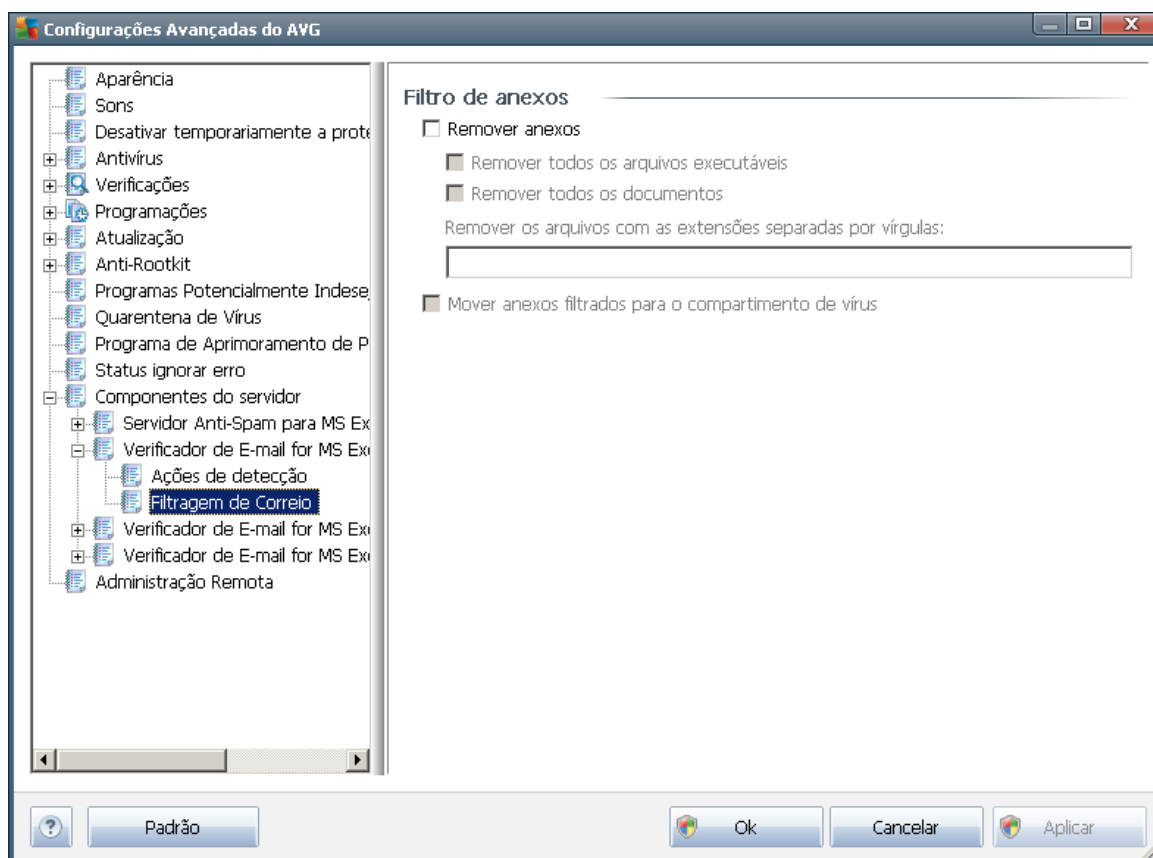 Configurações Avançadas do AVG
Aparência
Sons
Desativar temporariamente a prote
Antivírus
Verificações
Programações
Atualização
Anti-Rootkit
Programas Potencialmente Indese
Quarentena de Vírus
Programa de Aprimoramento de P
Status ignorar erro
Componentes do servidor
Servidor Anti-Spam para MS Ex
Verificador de E-mail for MS Exc
Ações de detecção
Filtragem de Correio
Verificador de E-mail for MS Exc
Verificador de E-mail for MS Exc
Administração Remota
Filtro de anexos
Remover anexos
Remover todos os arquivos executáveis
Remover todos os documentos
Remover os arquivos com as extensões separadas por vírgulas:
Mover anexos filtrados para o compartimento de vírus
?
Padrão
Ok
Cancelar
Aplicar